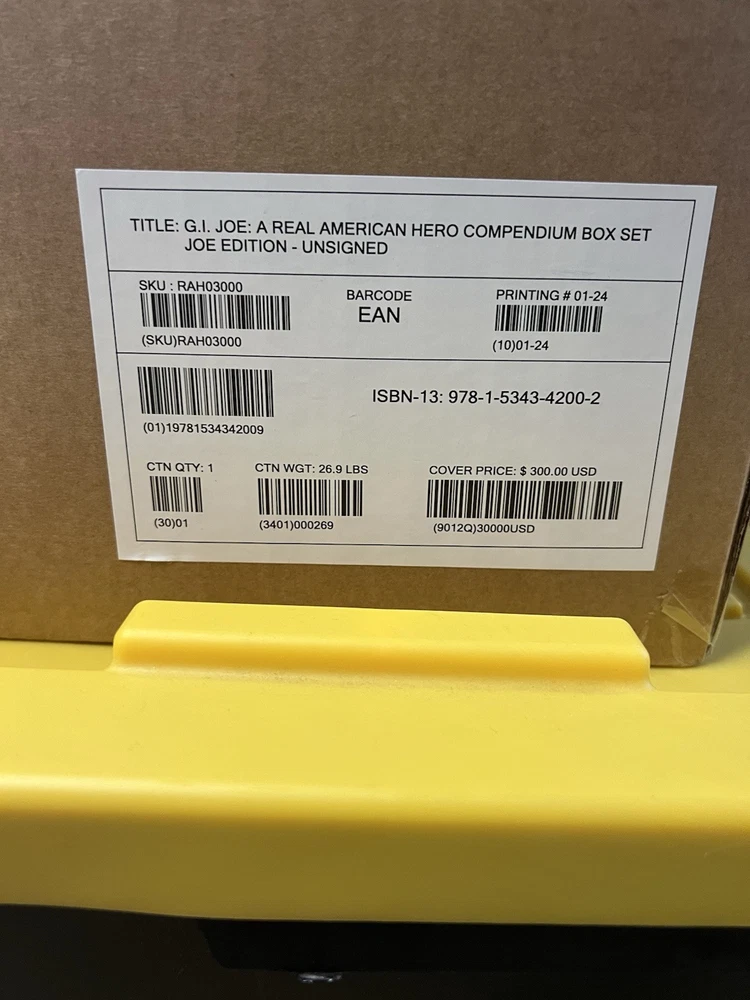 TITLE: G.I. JOE: A REAL AMERICAN HERO COMPENDIUM BOX SET
JOE EDITION - UNSIGNED
SKU : RAH03000
(SKU)RAH03000
BARCODE
EAN
PRINTING # 01-24
(10)01-24
(01)19781534342009
ISBN-13: 978-1-5343-4200-2
CTN QTY: 1
(30)01
CTN WGT: 26.9 LBS
(3401)000269
COVER PRICE: $ 300.00 USD
(9012Q)30000USD